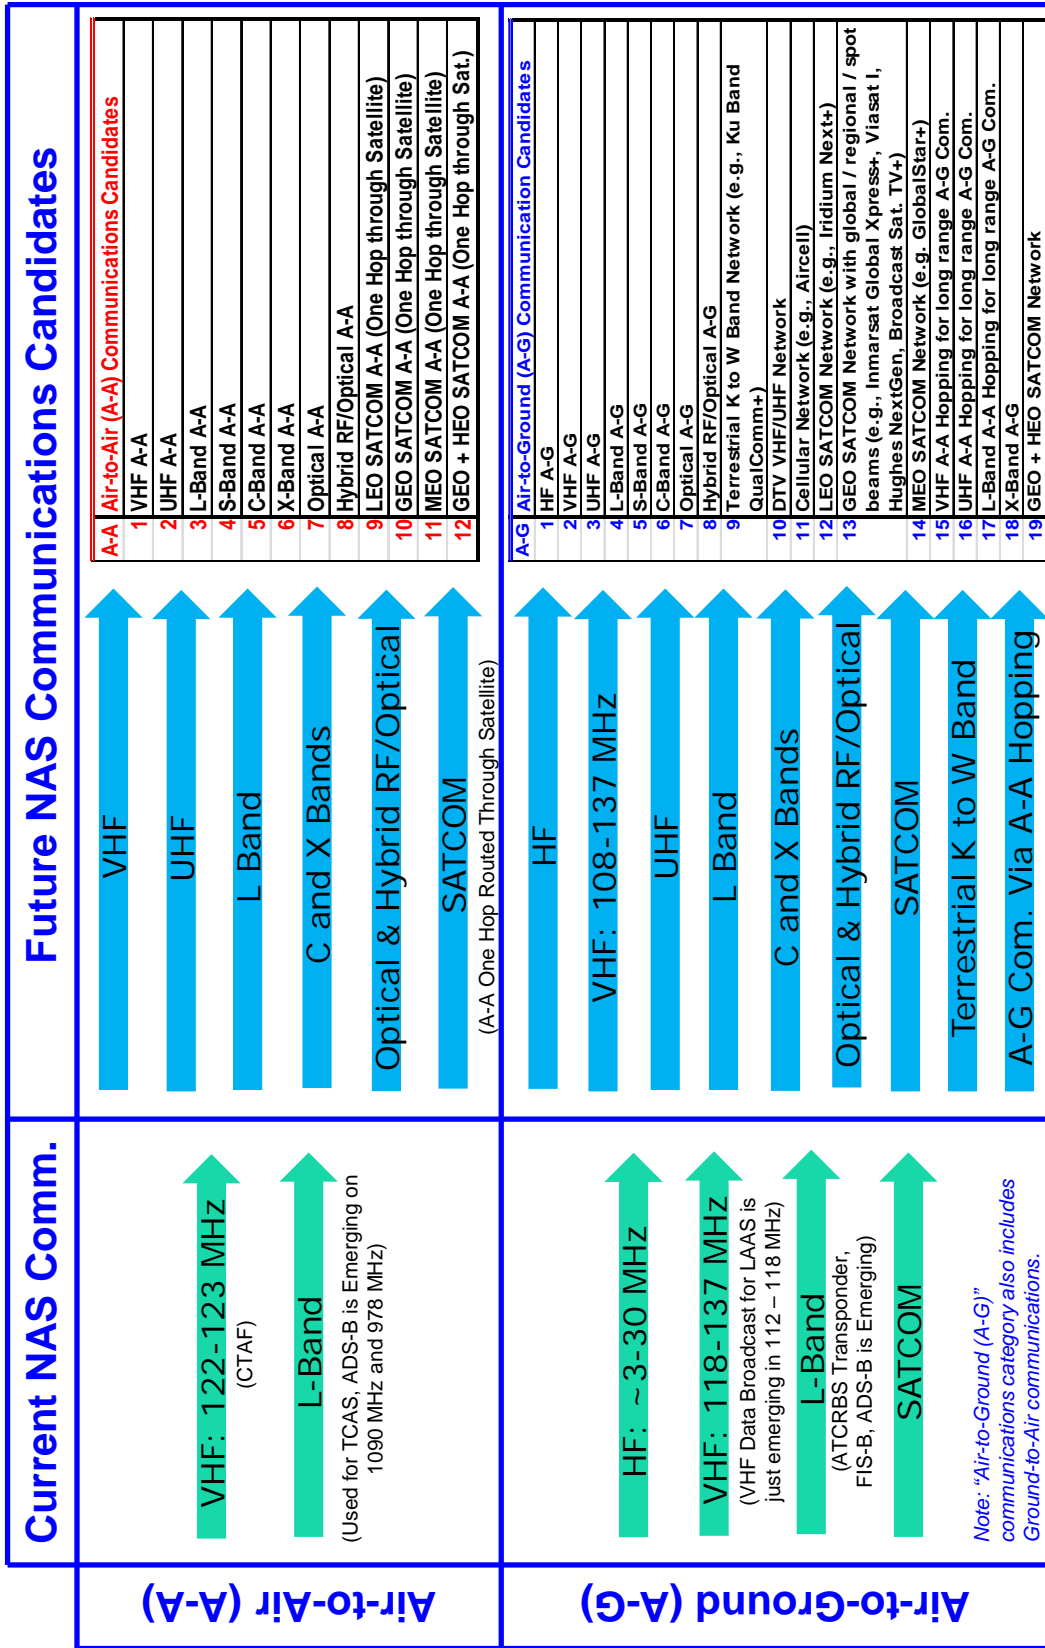 Current NAS Comm.
Future NAS Communications Candidates
Air-to-Air (A-A)
VHF: 122-123 MHz
(CTAF)
L-Band
(Used for TCAS, ADS-B is Emerging on
1090 MHz and 978 MHz)
VHF
UHF
L Band
C and X Bands
Optical & Hybrid RF/Optical
SATCOM
(A-A One Hop Routed Through Satellite)
A-A Air-to-Air (A-A) Communications Candidates
1 VHF A-A
2 UHF A-A
3 L-Band A-A
4 S-Band A-A
5 C-Band A-A
6 X-Band A-A
7 Optical A-A
8 Hybrid RF/Optical A-A
9 LEO SATCOM A-A (One Hop through Satellite)
10 GEO SATCOM A-A (One Hop through Satellite)
11 MEO SATCOM A-A (One Hop through Satellite)
12 GEO + HEO SATCOM A-A (One Hop through Sat.)
Air-to-Ground (A-G)
HF: ~3-30 MHz
VHF: 118-137 MHz
(VHF Data Broadcast for LAAS is
just emerging in 112 – 118 MHz)
L-Band
(ATCRBS Transponder,
FIS-B, ADS-B is Emerging)
SATCOM
Note: “Air-to-Ground (A-G)”
communications category also includes
Ground-to-Air communications.
HF
VHF: 108-137 MHz
UHF
L Band
C and X Bands
Optical & Hybrid RF/Optical
SATCOM
Terrestrial K to W Band
A-G Com. Via A-A Hopping
A-G Air-to-Ground (A-G) Communication Candidates
1 HF A-G
2 VHF A-G
3 UHF A-G
4 L-Band A-G
5 S-Band A-G
6 C-Band A-G
7 Optical A-G
8 Hybrid RF/Optical A-G
9 Terrestrial K to W Band Network (e.g., Ku Band
QualComm+)
10 DTV VHF/UHF Network
11 Cellular Network (e.g., Aircell)
12 LEO SATCOM Network (e.g., Iridium Next+)
13 GEO SATCOM Network with global / regional / spot
beams (e.g., Inmarsat Global Xpress+, Viasat I,
Hughes NextGen, Broadcast Sat. TV+)
14 MEO SATCOM Network (e.g. GlobalStar+)
15 VHF A-A Hopping for long range A-G Com.
16 UHF A-A Hopping for long range A-G Com.
17 L-Band A-A Hopping for long range A-G Com.
18 X-Band A-G
19 GEO + HEO SATCOM Network